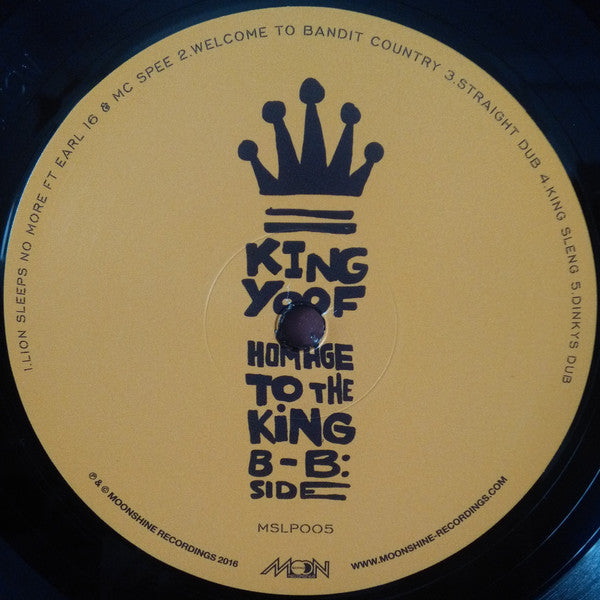 1.LION SLEEPS NO MORE FT EARL 16 & MC SPEE 2.WELCOME TO BANDIT COUNTRY 3.STRAIGHT DUB 4.KING SLENG 5.DINKYS DUB
KING
YOOF
HOMAGE
TO THE
KiNG
B-B:
SIDE
MSLP005
℗ & © MOONSHINE RECORDINGS 2016
MOON
WWW.MOONSHINE-RECORDINGS.COM